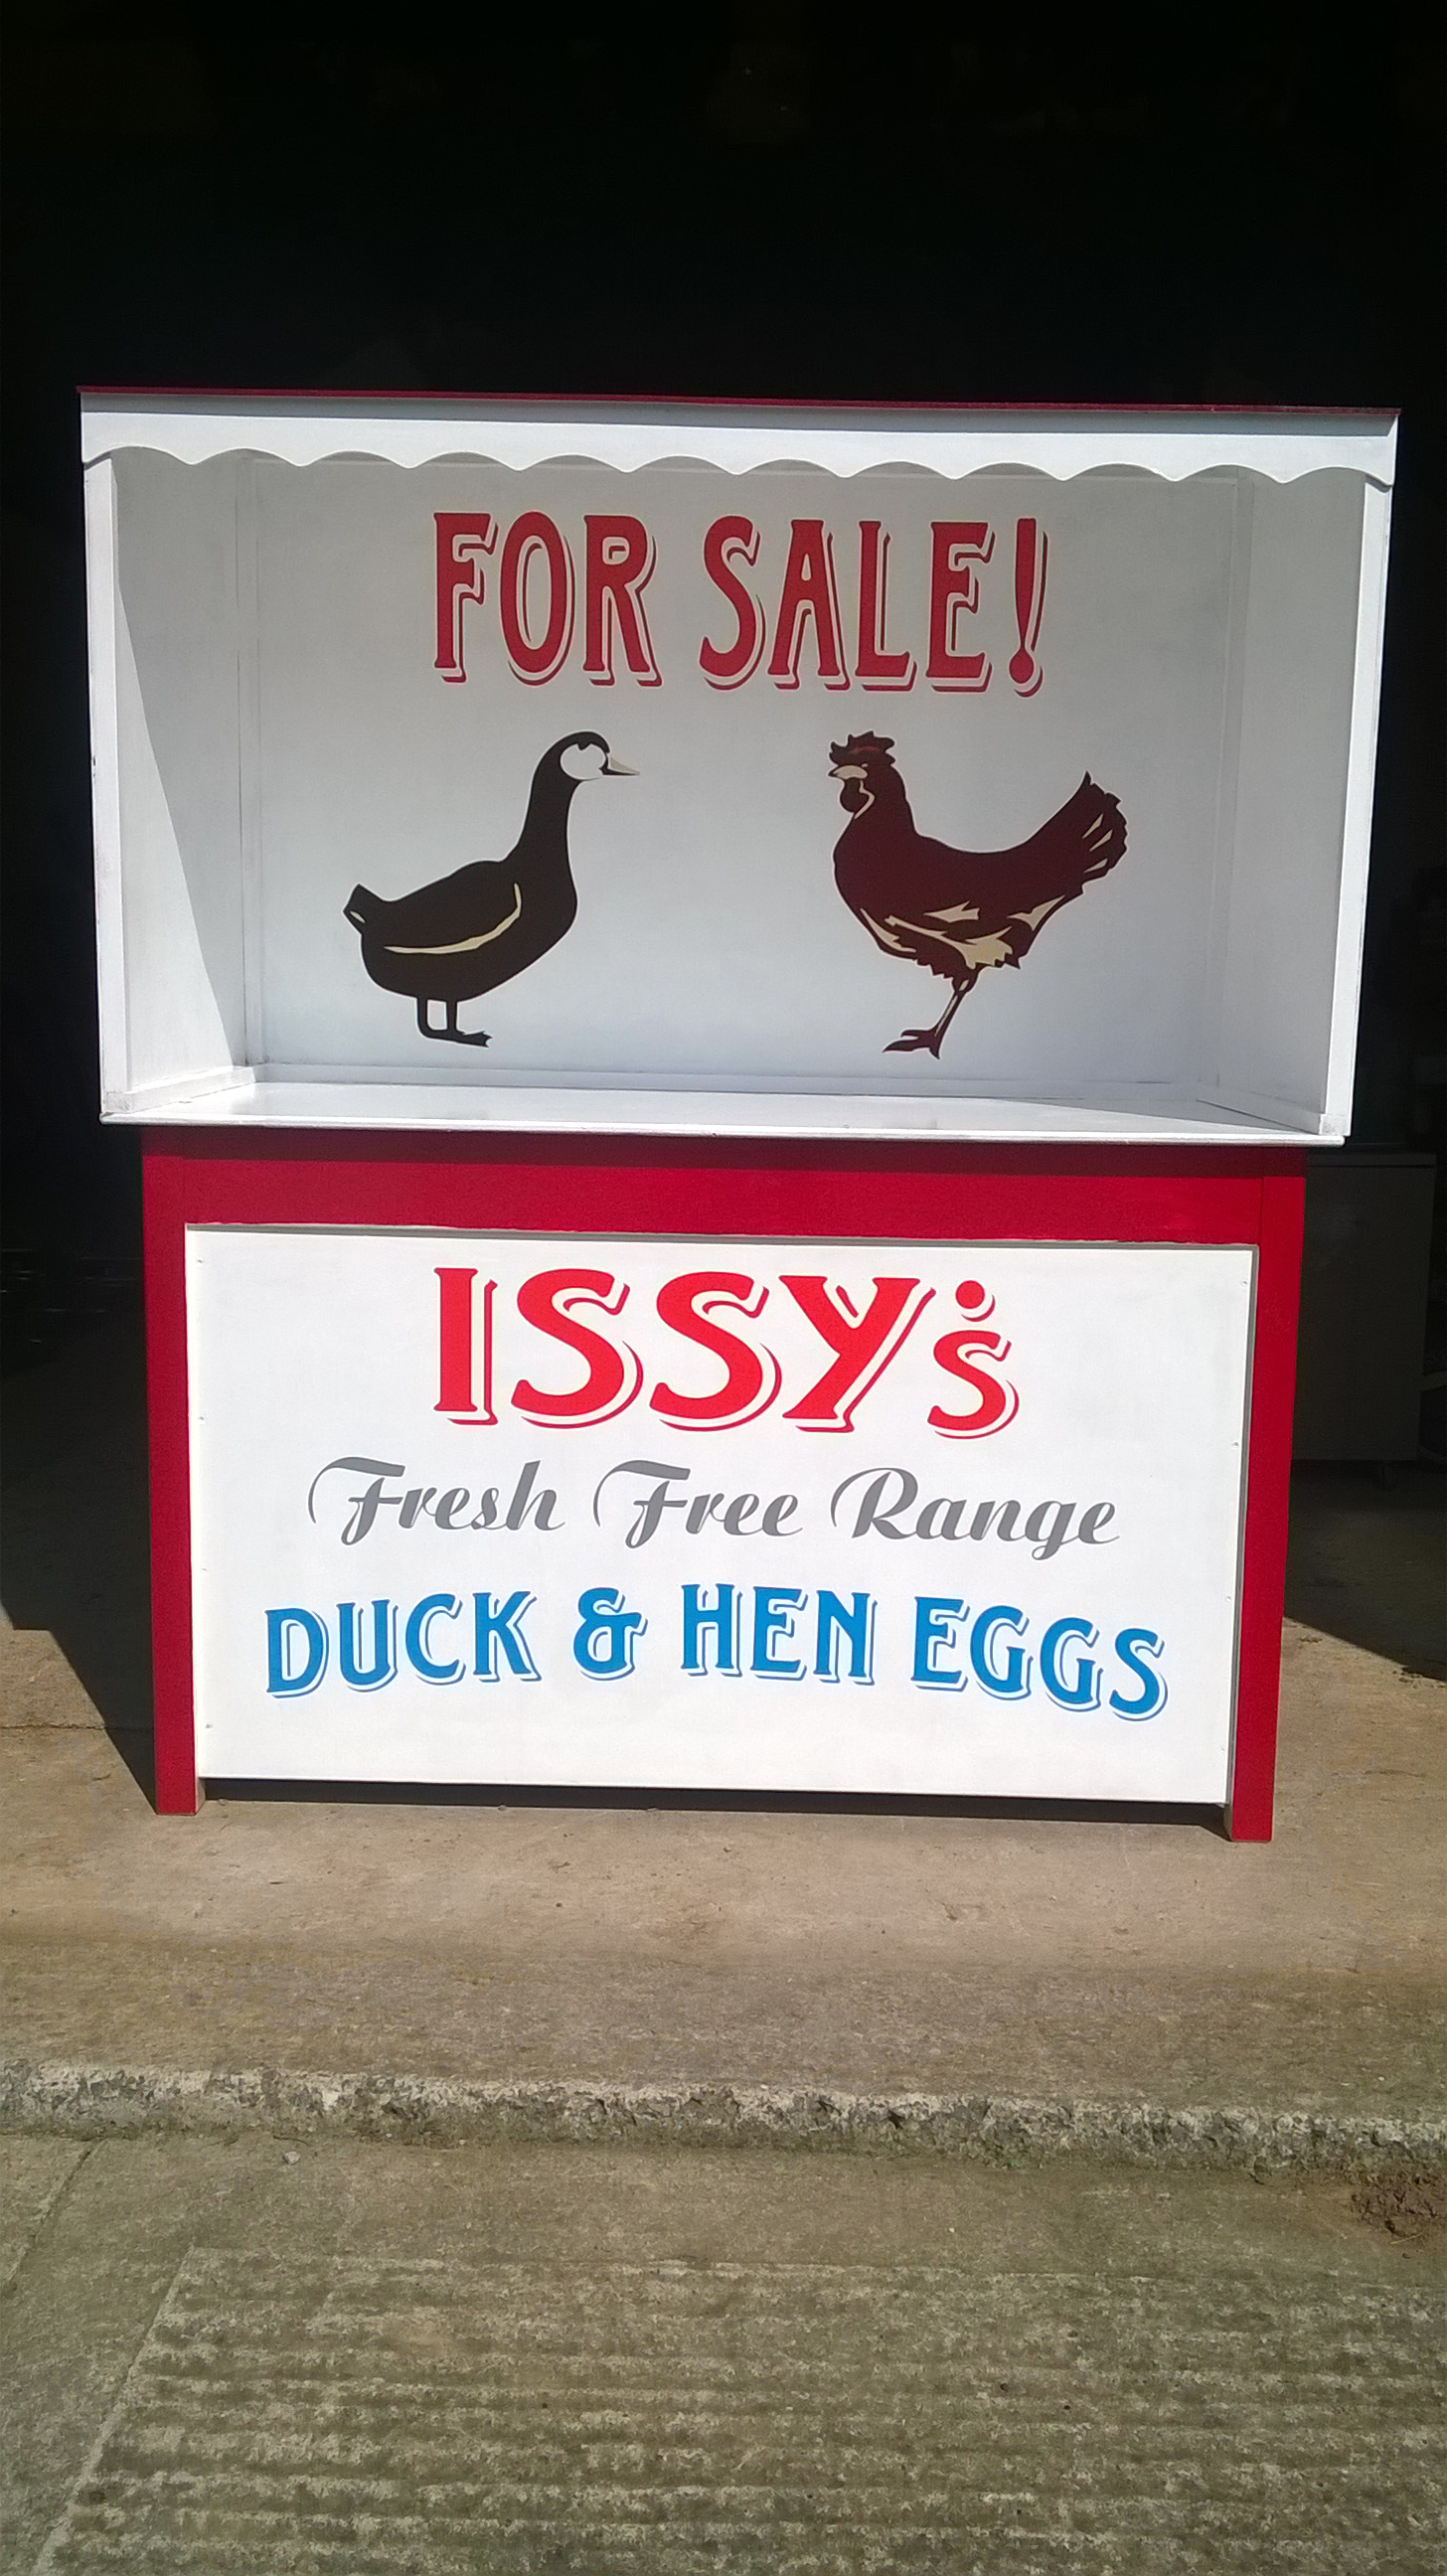 FOR SALE!
ISSY's
Fresh Free Range
DUCK & HEN EGGS